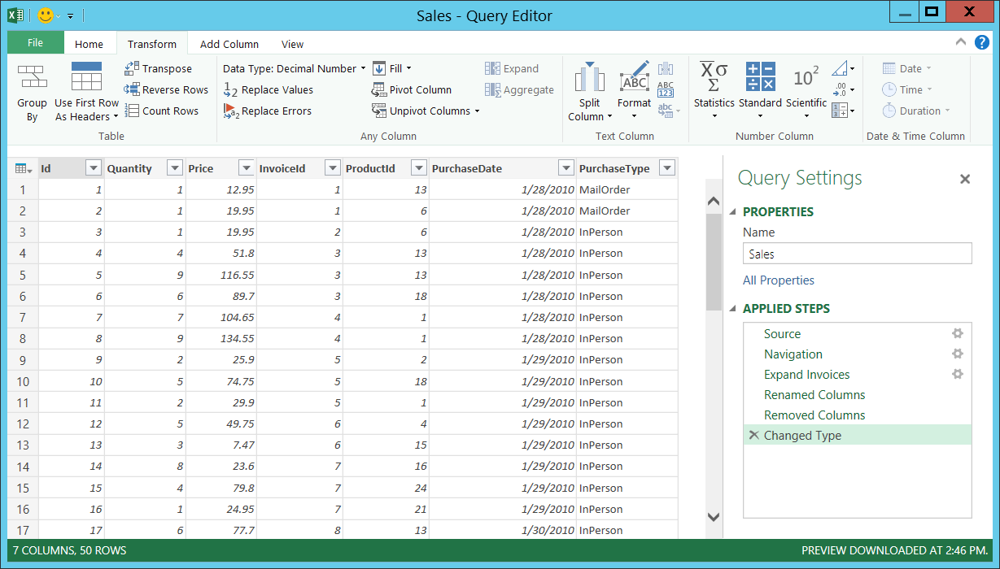 Sales - Query Editor
File Home Transform Add Column View
Group By
Use First Row As Headers
Transpose
Reverse Rows
Count Rows
Table
Data Type: Decimal Number
1 2 Replace Values
Replace Errors
Fill
Pivot Column
Unpivot Columns
Expand
Aggregate
Any Column
Split Column
ABC
Format
ABC
123
abc
Text Column
X σ
Σ
Statistics
Standard
10²
Scientific
.00
→.0
Number Column
Date
Time
Duration
Date & Time Column
Id Quantity Price InvoiceId ProductId PurchaseDate PurchaseType
1 1 1 12.95 1 13 1/28/2010 MailOrder
2 2 1 19.95 1 6 1/28/2010 MailOrder
3 3 1 19.95 2 6 1/28/2010 InPerson
4 4 4 51.8 3 13 1/28/2010 InPerson
5 5 9 116.55 3 13 1/28/2010 InPerson
6 6 6 89.7 3 18 1/28/2010 InPerson
7 7 7 104.65 4 1 1/28/2010 InPerson
8 8 9 134.55 4 1 1/28/2010 InPerson
9 9 2 25.9 5 2 1/29/2010 InPerson
10 10 5 74.75 5 18 1/29/2010 InPerson
11 11 2 29.9 5 1 1/29/2010 InPerson
12 12 5 49.75 6 4 1/29/2010 InPerson
13 13 3 7.47 6 15 1/29/2010 InPerson
14 14 8 23.6 7 16 1/29/2010 InPerson
15 15 4 79.8 7 24 1/29/2010 InPerson
16 16 1 24.95 7 21 1/29/2010 InPerson
17 17 6 77.7 8 13 1/30/2010 InPerson
Query Settings
PROPERTIES
Name
Sales
All Properties
APPLIED STEPS
Source
Navigation
Expand Invoices
Renamed Columns
Removed Columns
Changed Type
7 COLUMNS, 50 ROWS
PREVIEW DOWNLOADED AT 2:46 PM.